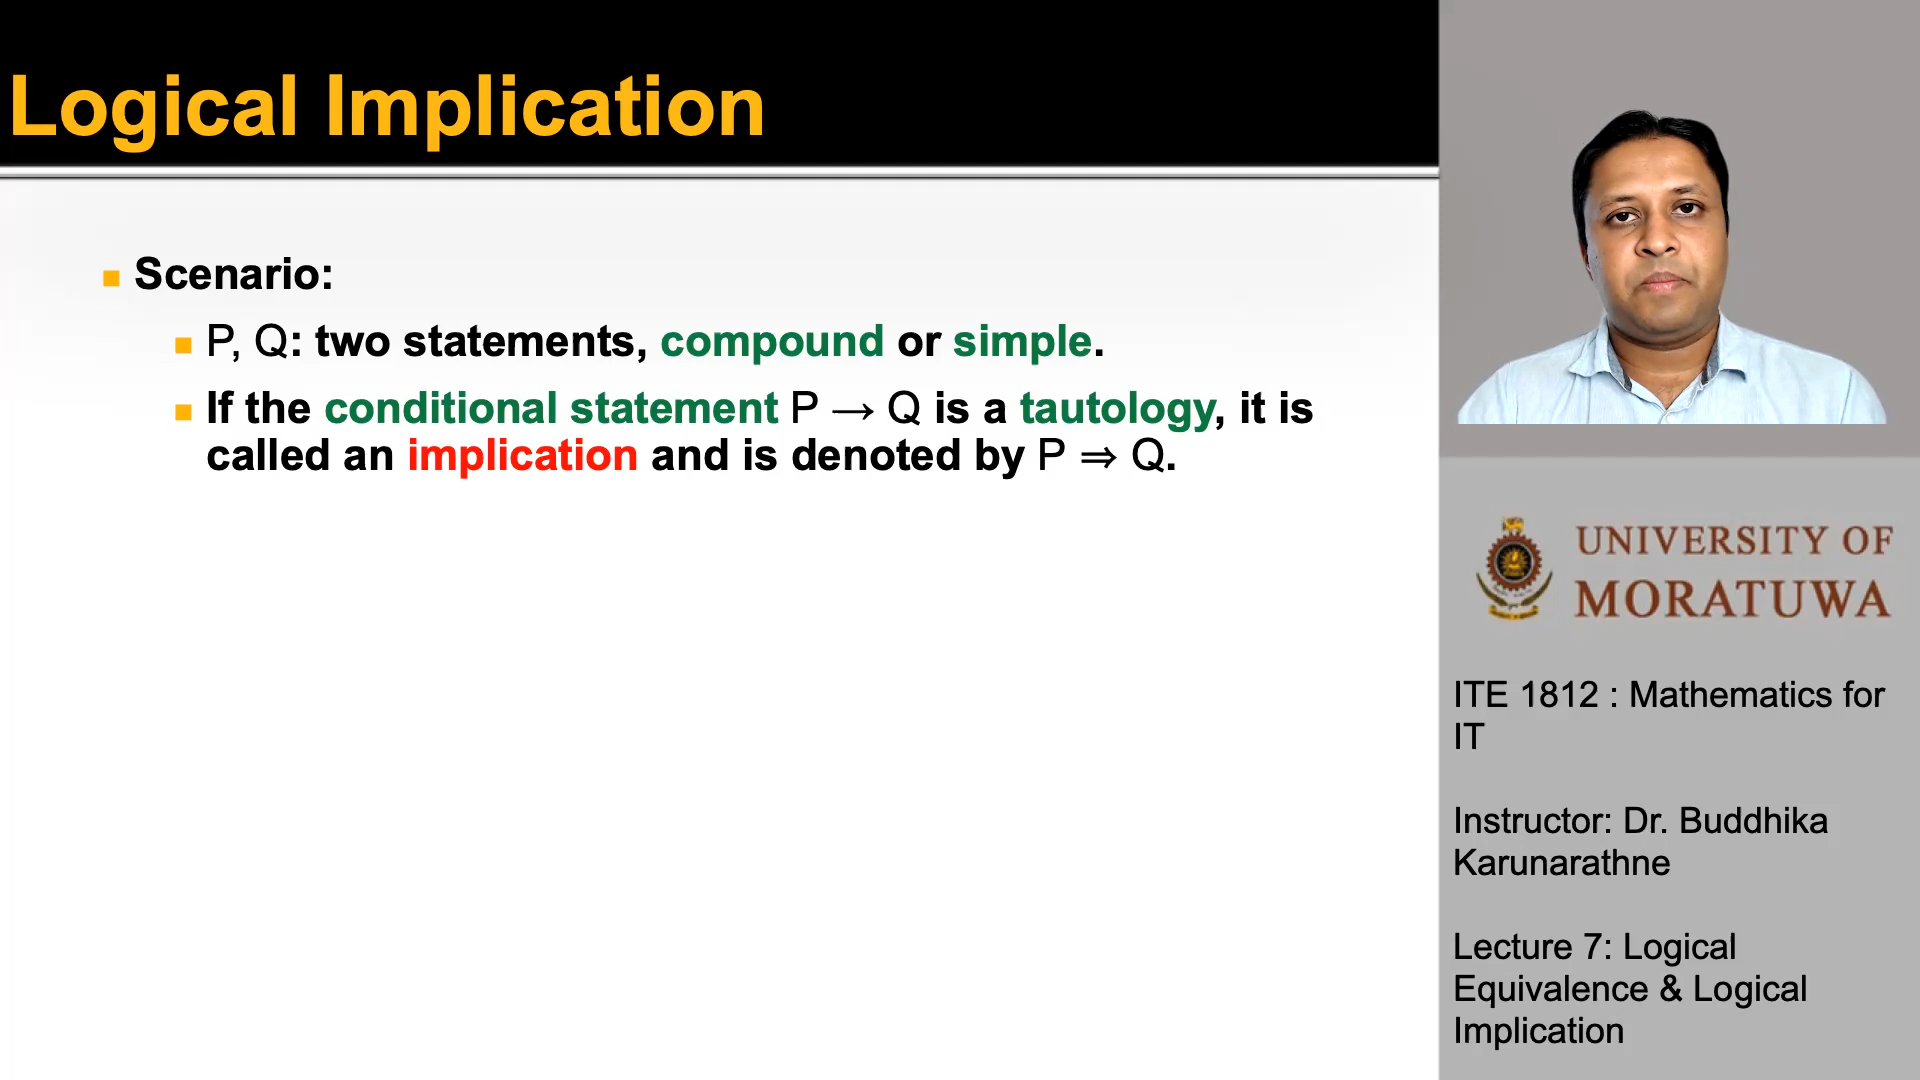 Logical Implication
Scenario:
P, Q: two statements, compound or simple.
If the conditional statement P → Q is a tautology, it is
called an implication and is denoted by P ⇒ Q.
UNIVERSITY OF
MORATUWA
ITE 1812 : Mathematics for
IT
Instructor: Dr. Buddhika
Karunarathne
Lecture 7: Logical
Equivalence & Logical
Implication